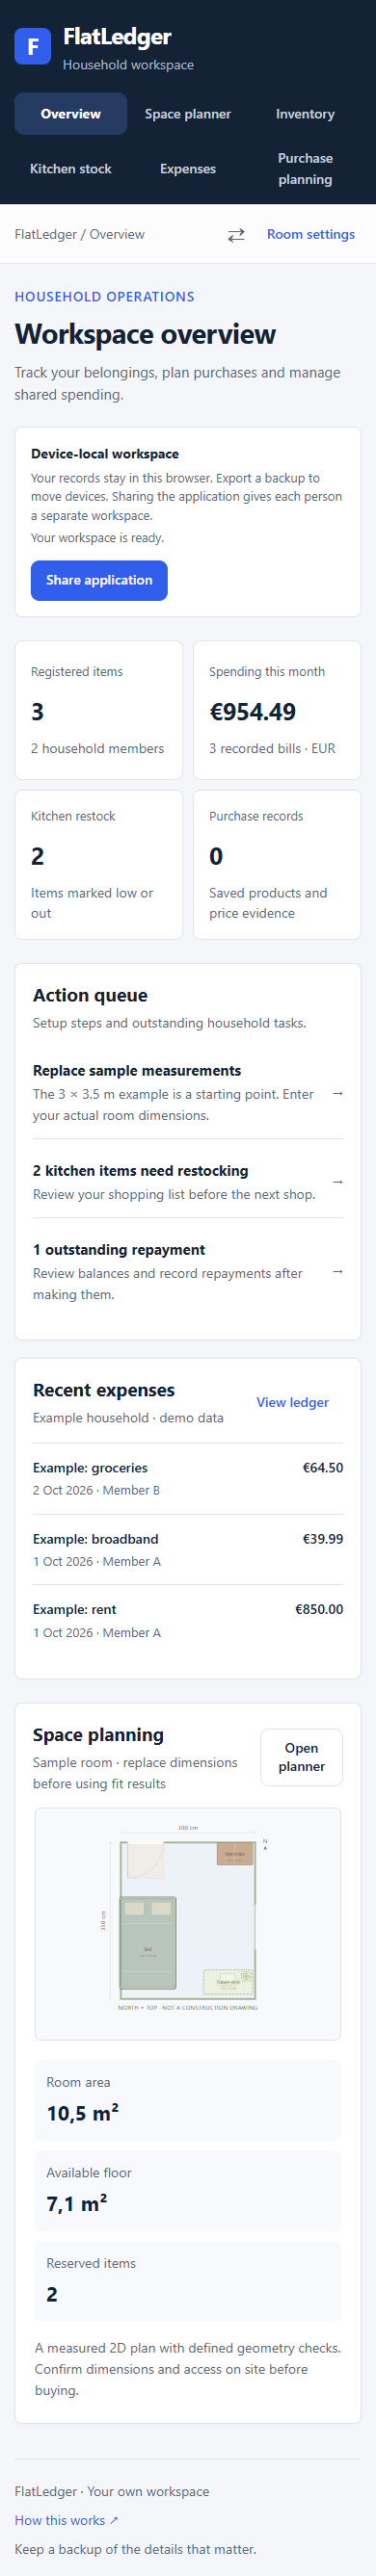 F
FlatLedger
Household workspace
Overview
Space planner
Inventory
Kitchen stock
Expenses
Purchase
planning
FlatLedger / Overview
Room settings
HOUSEHOLD OPERATIONS
Workspace overview
Track your belongings, plan purchases and manage
shared spending.
Device-local workspace
Your records stay in this browser. Export a backup to
move devices. Sharing the application gives each person
a separate workspace.
Your workspace is ready.
Share application
Registered items
3
2 household members
Spending this month
€954.49
3 recorded bills · EUR
Kitchen restock
2
Items marked low or
out
Purchase records
0
Saved products and
price evidence
Action queue
Setup steps and outstanding household tasks.
Replace sample measurements
The 3 × 3.5 m example is a starting point. Enter
your actual room dimensions.
→
2 kitchen items need restocking
Review your shopping list before the next shop.
→
1 outstanding repayment
Review balances and record repayments after
making them.
→
Recent expenses
Example household · demo data
View ledger
Example: groceries
€64.50
2 Oct 2026 · Member B
Example: broadband
€39.99
1 Oct 2026 · Member A
Example: rent
€850.00
1 Oct 2026 · Member A
Space planning
Sample room · replace dimensions
before using fit results
Open
planner
300 cm
N
Wardrobe
350 cm
Bed
Future desk
NORTH = TOP · NOT A CONSTRUCTION DRAWING
Room area
10,5 m²
Available floor
7,1 m²
Reserved items
2
A measured 2D plan with defined geometry checks.
Confirm dimensions and access on site before
buying.
FlatLedger · Your own workspace
How this works ↗
Keep a backup of the details that matter.